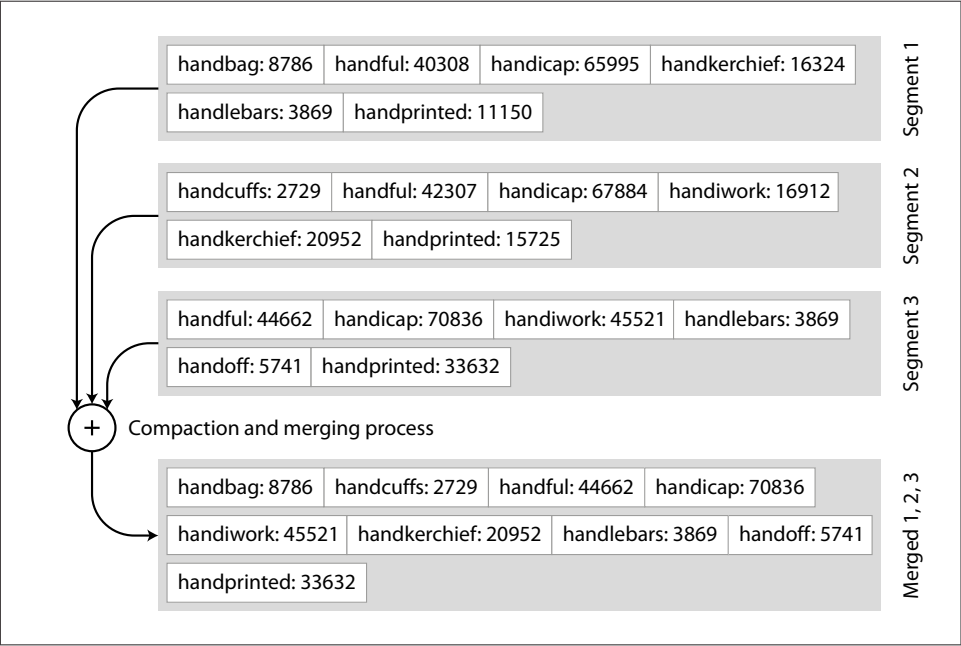 handbag: 8786 handful: 40308 handicap: 65995 handkerchief: 16324
handlebars: 3869 handprinted: 11150
Segment 1
handcuffs: 2729 handful: 42307 handicap: 67884 handiwork: 16912
handkerchief: 20952 handprinted: 15725
Segment 2
handful: 44662 handicap: 70836 handiwork: 45521 handlebars: 3869
handoff: 5741 handprinted: 33632
Segment 3
+ Compaction and merging process
handbag: 8786 handcuffs: 2729 handful: 44662 handicap: 70836
handiwork: 45521 handkerchief: 20952 handlebars: 3869 handoff: 5741
handprinted: 33632
Merged 1, 2, 3